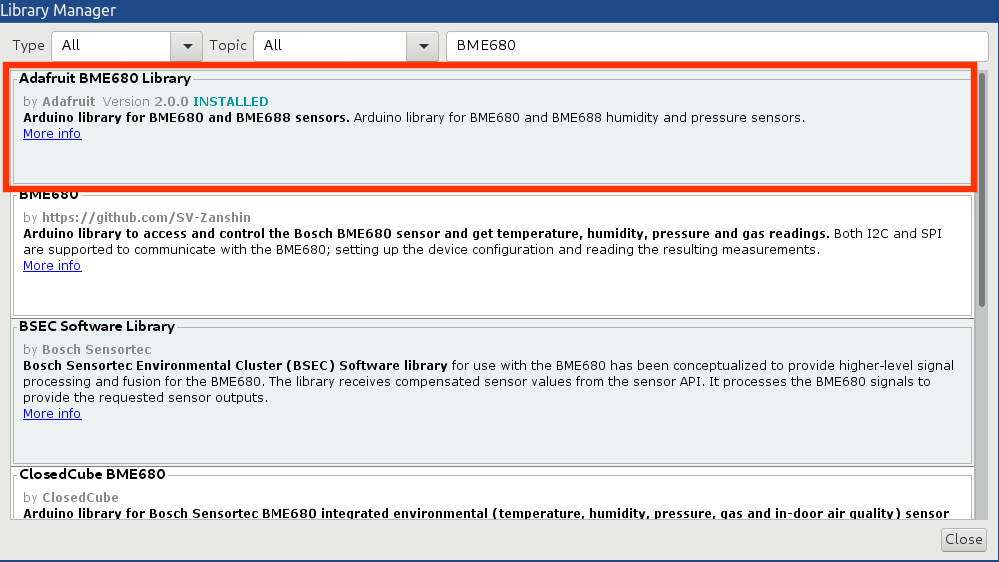 Library Manager
Type All Topic All BME680
Adafruit BME680 Library
by Adafruit Version 2.0.0 INSTALLED
Arduino library for BME680 and BME688 sensors. Arduino library for BME680 and BME688 humidity and pressure sensors.
More info
BME680
by https://github.com/SV-Zanshin
Arduino library to access and control the Bosch BME680 sensor and get temperature, humidity, pressure and gas readings. Both I2C and SPI
are supported to communicate with the BME680; setting up the device configuration and reading the resulting measurements.
More info
BSEC Software Library
by Bosch Sensortec
Bosch Sensortec Environmental Cluster (BSEC) Software library for use with the BME680 has been conceptualized to provide higher-level signal
processing and fusion for the BME680. The library receives compensated sensor values from the sensor API. It processes the BME680 signals to
provide the requested sensor outputs.
More info
ClosedCube BME680
by ClosedCube
Arduino library for Bosch Sensortec BME680 integrated environmental (temperature, humidity, pressure, gas and in-door air quality) sensor
Close